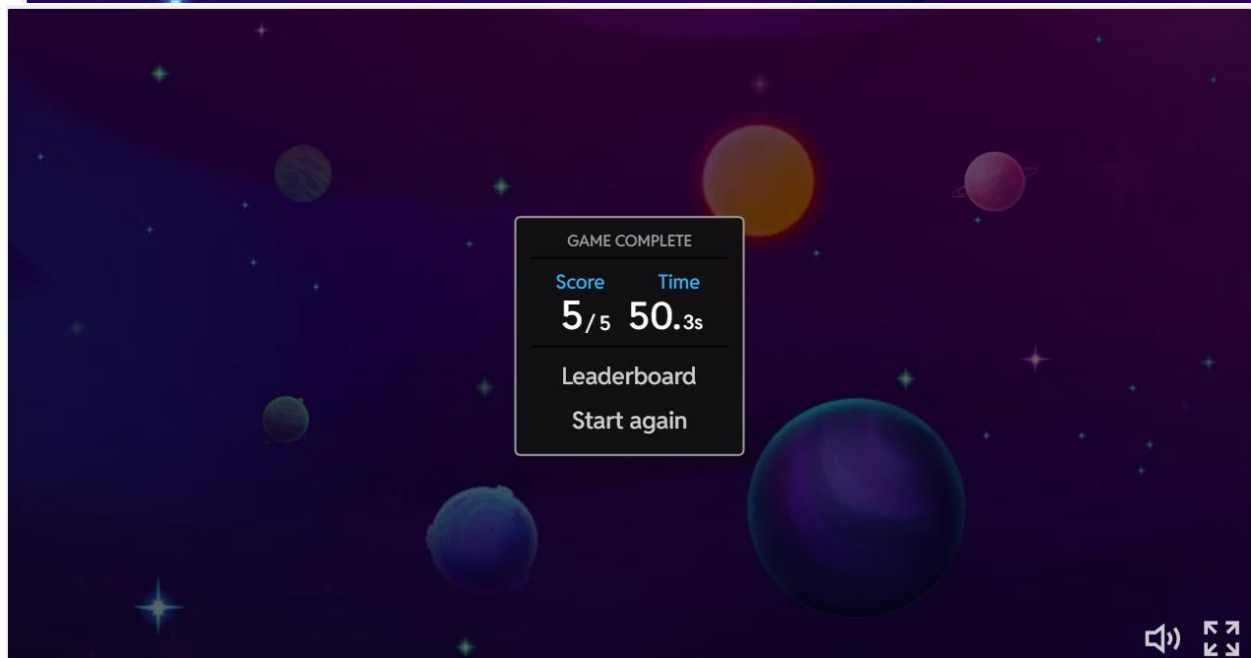 GAME COMPLETE
Score Time
5/5 50.3s
Leaderboard
Start again